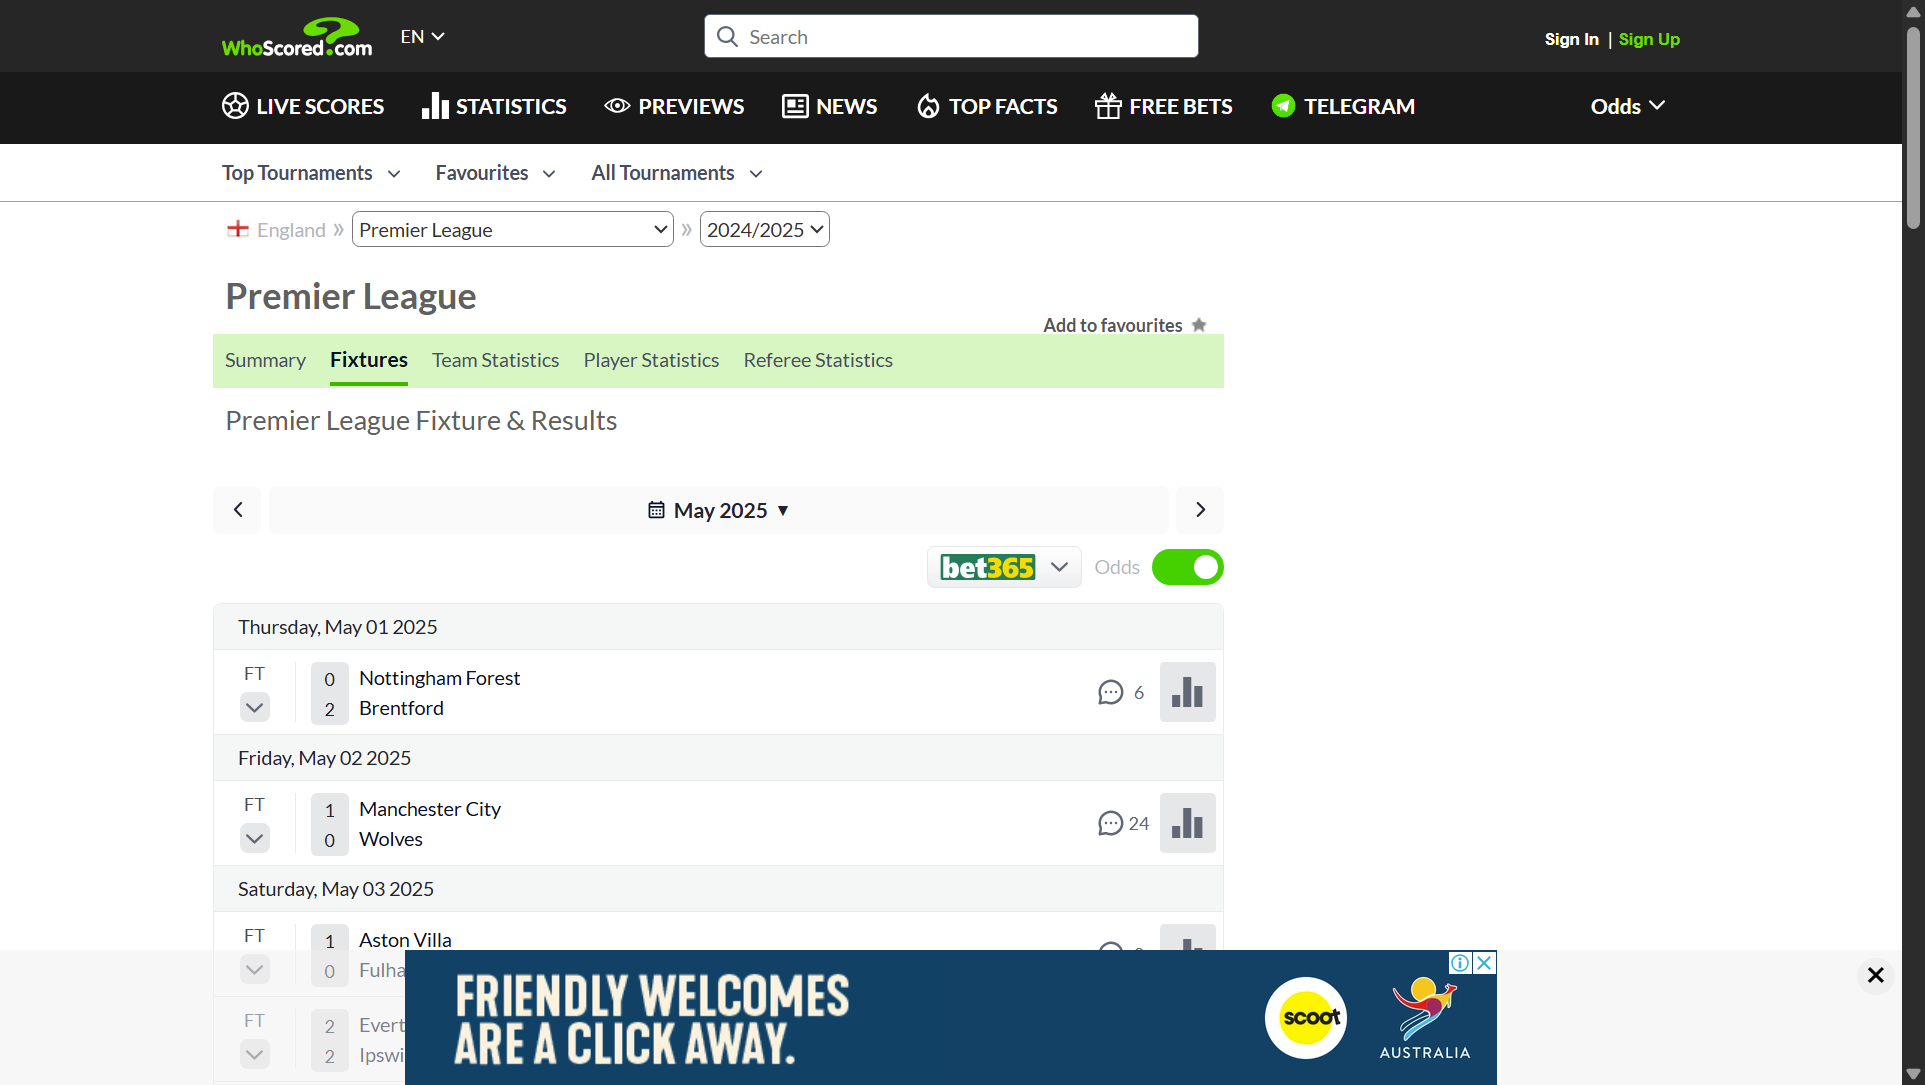 WhoScored.com
EN
Search
Sign In | Sign Up
LIVE SCORES
STATISTICS
PREVIEWS
NEWS
TOP FACTS
FREE BETS
TELEGRAM
Odds
Top Tournaments
Favourites
All Tournaments
England » Premier League » 2024/2025
Premier League
Add to favourites
Summary
Fixtures
Team Statistics
Player Statistics
Referee Statistics
Premier League Fixture & Results
May 2025 ▼
bet365
Odds
Thursday, May 01 2025
FT
0 Nottingham Forest
2 Brentford
6
Friday, May 02 2025
FT
1 Manchester City
0 Wolves
24
Saturday, May 03 2025
FT
1 Aston Villa
0 Fulha
FT
2 Evert
2 Ipswi
FRIENDLY WELCOMES
ARE A CLICK AWAY.
scoot
AUSTRALIA